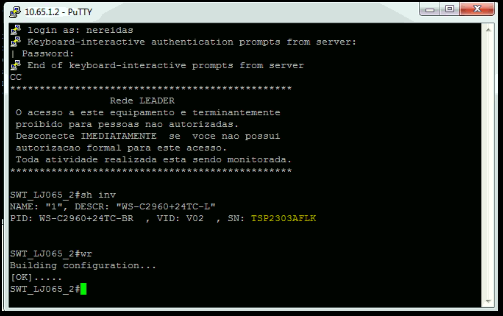 10.65.1.2 - PuTTY
login as: nereidas
Keyboard-interactive authentication prompts from server:
| Password:
End of keyboard-interactive prompts from server
CC
*************************************************
Rede LEADER
O acesso a este equipamento e terminantemente
proibido para pessoas nao autorizadas.
Desconecte IMEDIATAMENTE se voce nao possui
autorizacao formal para este acesso.
Toda atividade realizada esta sendo monitorada.
*************************************************
SWT_LJ065_2#sh inv
NAME: "1", DESCR: "WS-C2960+24TC-L"
PID: WS-C2960+24TC-BR , VID: V02 , SN: TSP2303AFLK
SWT_LJ065_2#wr
Building configuration...
[OK].....
SWT_LJ065_2#